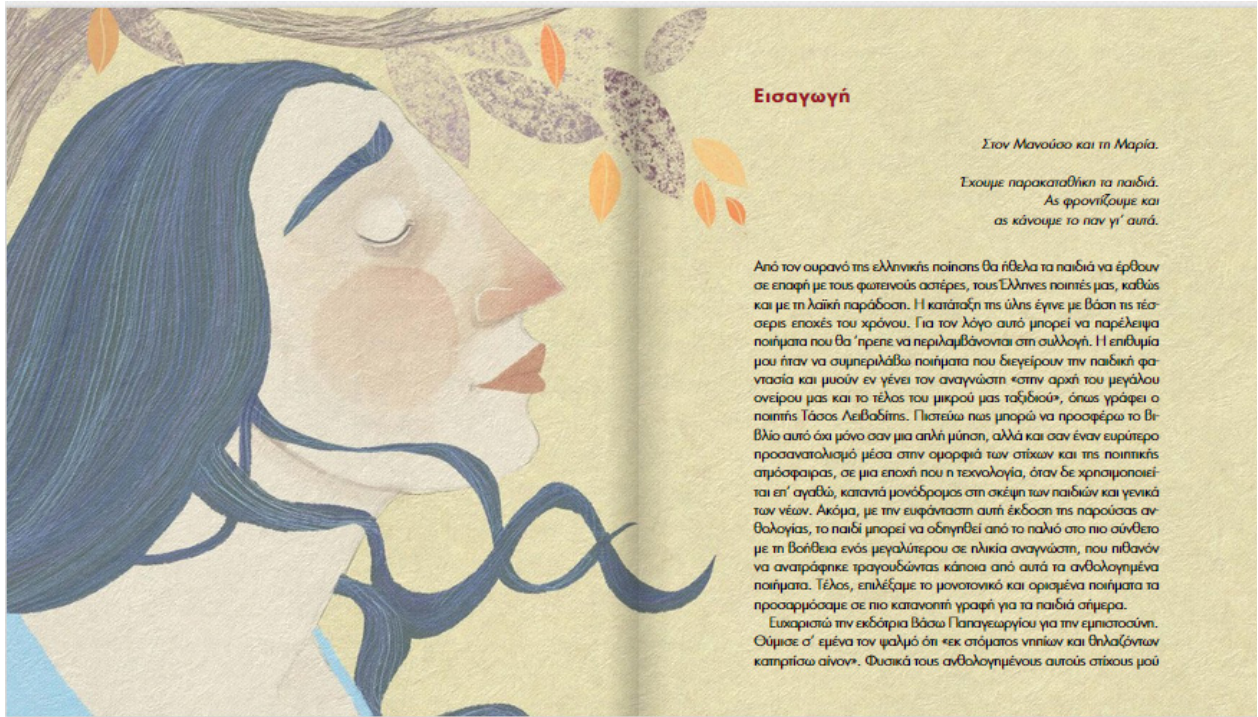 Εισαγωγή
Στον Μανούσο και τη Μαρία.
Έχουμε παρακαταθήκη τα παιδιά.
Ας φροντίζουμε και
ας κάνουμε το παν γι’ αυτά.
Από τον ουρανό της ελληνικής ποίησης θα ήθελα τα παιδιά να έρθουν
σε επαφή με τους φωτεινούς αστέρες, τους Έλληνες ποιητές μας, καθώς
και με τη λαϊκή παράδοση. Η κατάταξη της ύλης έγινε με βάση τις τέσ-
σερις εποχές του χρόνου. Για τον λόγο αυτό μπορεί να παρέλειψα
ποιήματα που θα ’πρεπε να περιλαμβάνονται στη συλλογή. Η επιθυμία
μου ήταν να συμπεριλάβω ποιήματα που διεγείρουν την παιδική φα-
ντασία και μυούν εν γένει τον αναγνώστη «στην αρχή του μεγάλου
ονείρου μας και το τέλος του μικρού μας ταξιδιού», όπως γράφει ο
ποιητής Τάσος Λειβαδίτης. Πιστεύω πως μπορώ να προσφέρω το βι-
βλίο αυτό όχι μόνο σαν μια απλή μύηση, αλλά και σαν έναν ευρύτερο
προσανατολισμό μέσα στην ομορφιά των στίχων και της ποιητικής
ατμόσφαιρας, σε μια εποχή που η τεχνολογία, όταν δε χρησιμοποιεί-
ται επ’ αγαθώ, καταντά μονόδρομος στη σκέψη των παιδιών και γενικά
των νέων. Ακόμα, με την ευφάνταστη αυτή έκδοση της παρούσας αν-
θολογίας, το παιδί μπορεί να οδηγηθεί από το παλιό στο πιο σύνθετο
με τη βοήθεια ενός μεγαλύτερου σε ηλικία αναγνώστη, που πιθανόν
να ανατράφηκε τραγουδώντας κάποια από αυτά τα ανθολογημένα
ποιήματα. Τέλος, επιλέξαμε το μονοτονικό και ορισμένα ποιήματα τα
προσαρμόσαμε σε πιο κατανοητή γραφή για τα παιδιά σήμερα.
Ευχαριστώ την εκδότρια Βάσω Παπαγεωργίου για την εμπιστοσύνη.
Θύμισε σ’ εμένα τον ψαλμό ότι «εκ στόματος νηπίων και θηλαζόντων
κατηρτίσω αίνον». Φυσικά τους ανθολογημένους αυτούς στίχους μού